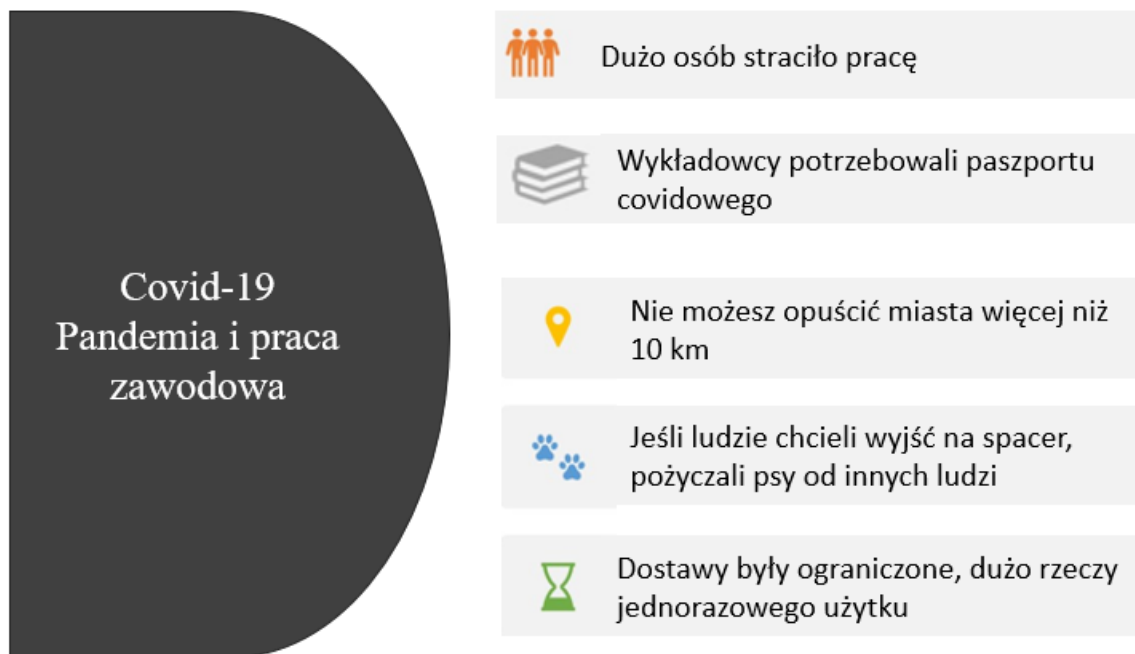 Covid-19
Pandemia i praca
zawodowa
Dużo osób straciło pracę
Wykładowcy potrzebowali paszportu
covidowego
Nie możesz opuścić miasta więcej niż
10 km
Jeśli ludzie chcieli wyjść na spacer,
pożyczali psy od innych ludzi
Dostawy były ograniczone, dużo rzeczy
jednorazowego użytku